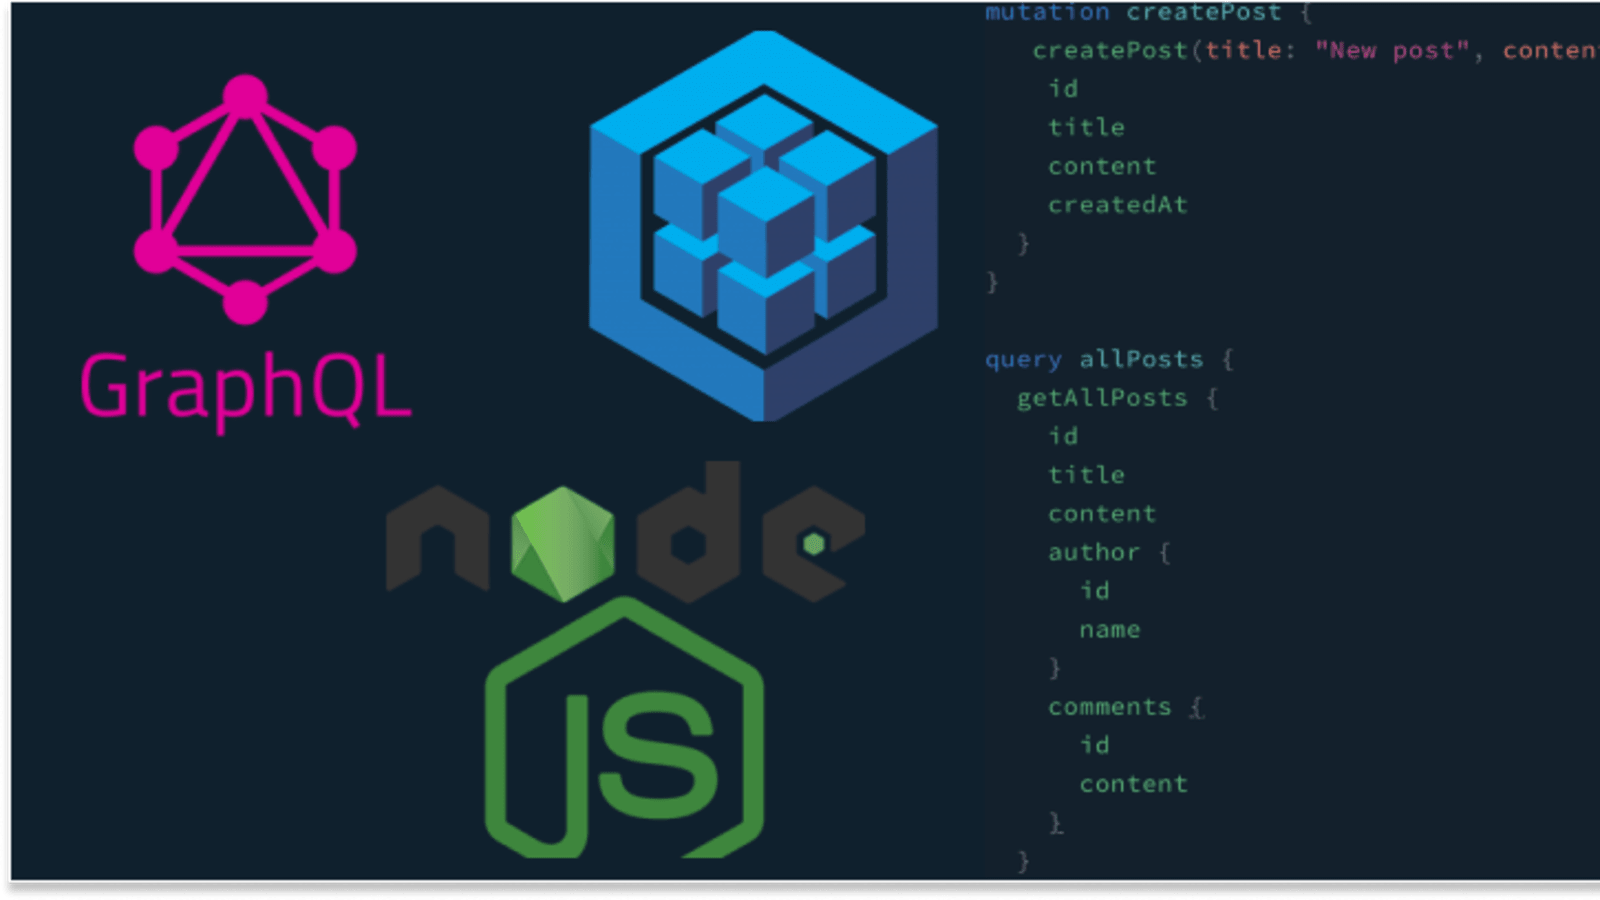 GraphQL
node
JS
mutation createPost {
createPost(title: "New post", conten
id
title
content
createdAt
}
}
query allPosts {
getAllPosts {
id
title
content
author {
id
name
}
comments {
id
content
}
}